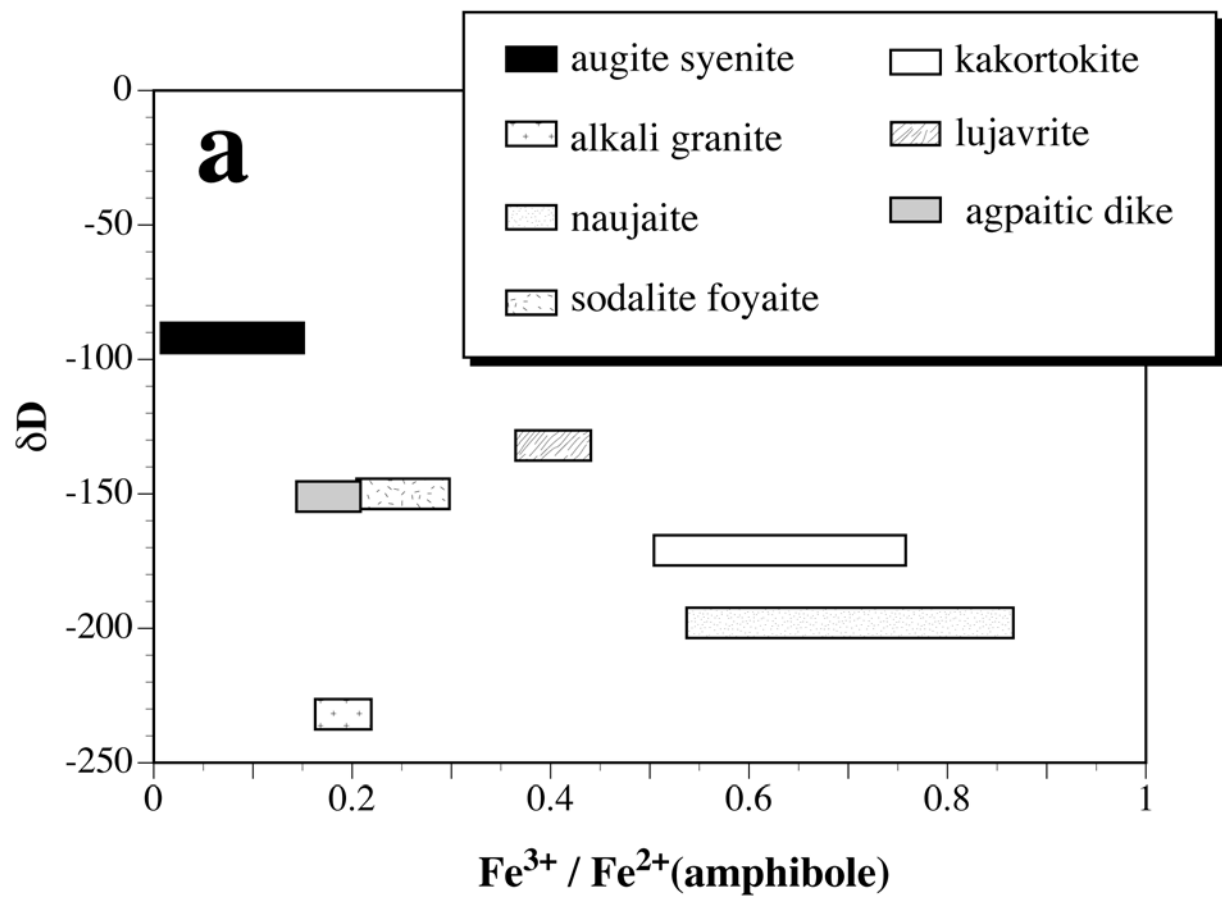 augite syenite
kakortokite
alkali granite
lujavrite
naujaite
agpaitic dike
sodalite foyaite
a
0
-50
-100
-150
-200
-250
δD
0
0.2
0.4
0.6
0.8
1
Fe³⁺ / Fe²⁺(amphibole)